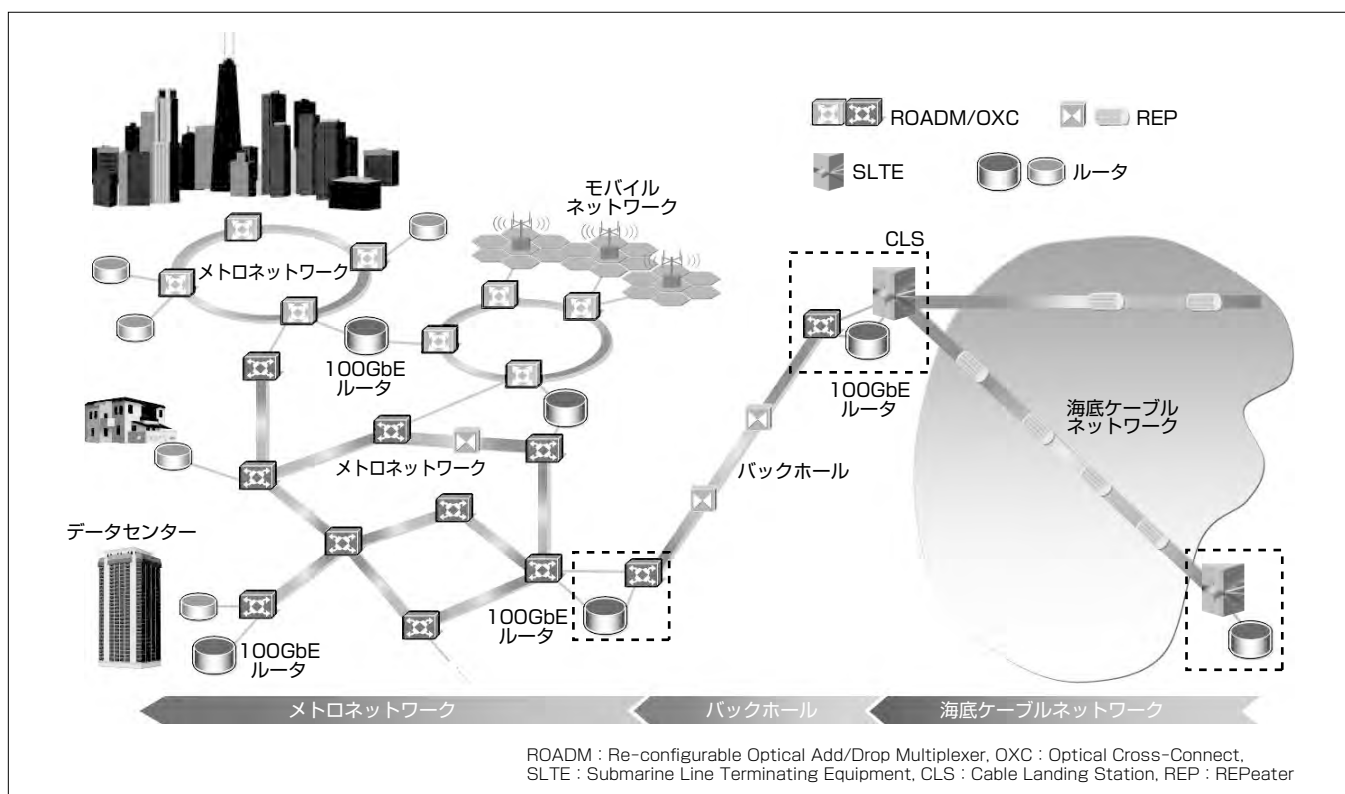 ROADM/OXC
REP
SLTE
ルータ
モバイル
ネットワーク
メトロネットワーク
CLS
100GbE
ルータ
100GbE
ルータ
海底ケーブル
ネットワーク
メトロネットワーク
バックホール
データセンター
100GbE
ルータ
100GbE
ルータ
メトロネットワーク
バックホール
海底ケーブルネットワーク
ROADM：Re-configurable Optical Add/Drop Multiplexer, OXC：Optical Cross-Connect,
SLTE：Submarine Line Terminating Equipment, CLS：Cable Landing Station, REP：REPeater